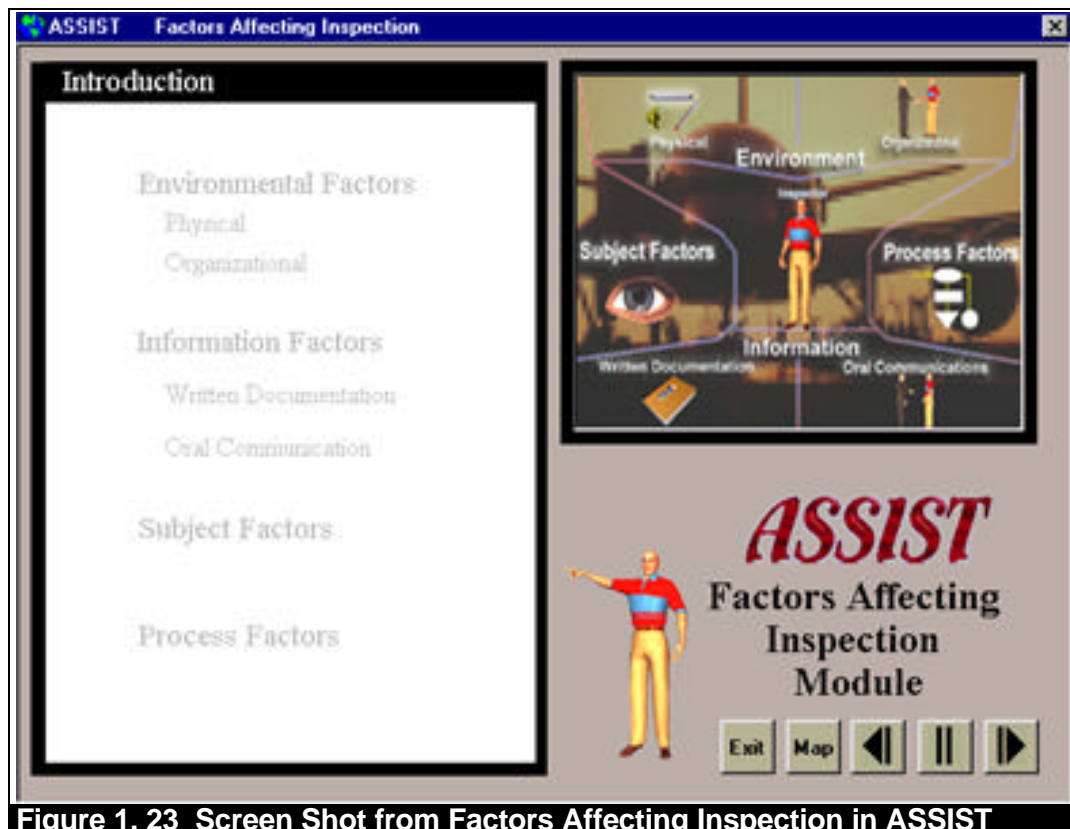 ASSIST Factors Affecting Inspection
Introduction
Environmental Factors
Physical
Organizational
Information Factors
Written Documentation
Oral Communication
Subject Factors
Process Factors
Physical
Organizational
Environment
Inspector
Subject Factors
Process Factors
Information
Written Documentation
Oral Communications
ASSIST
Factors Affecting
Inspection
Module
Exit Map
Figure 1. 23 Screen Shot from Factors Affecting Inspection in ASSIST